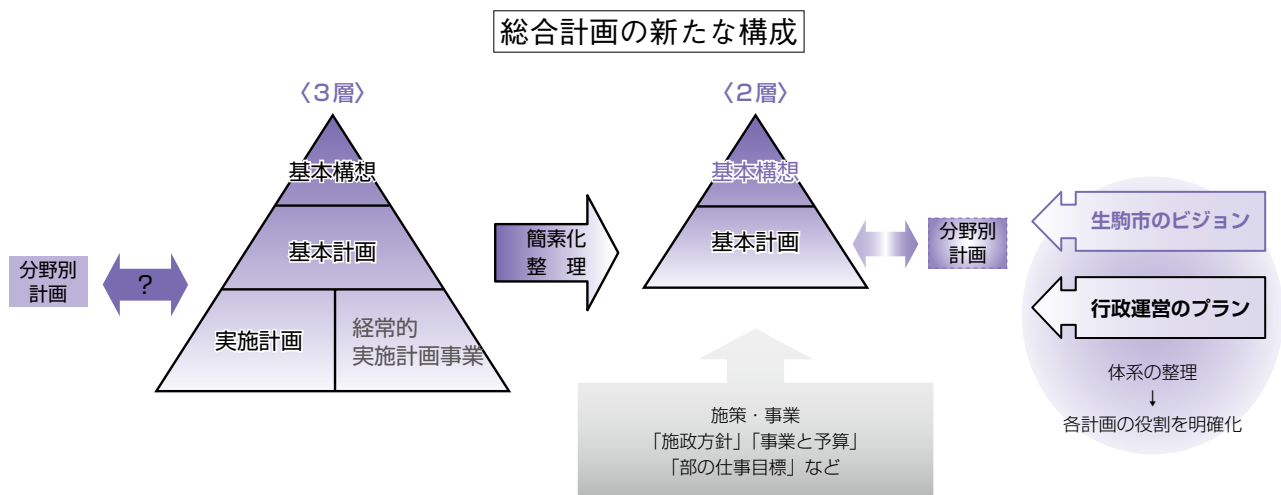 総合計画の新たな構成
〈3層〉
基本構想
基本計画
実施計画
経常的
実施計画事業
分野別
計画
?
簡素化
整 理
〈2層〉
基本構想
基本計画
分野別
計画
施策・事業
「施政方針」「事業と予算」
「部の仕事目標」など
生駒市のビジョン
行政運営のプラン
体系の整理
↓
各計画の役割を明確化